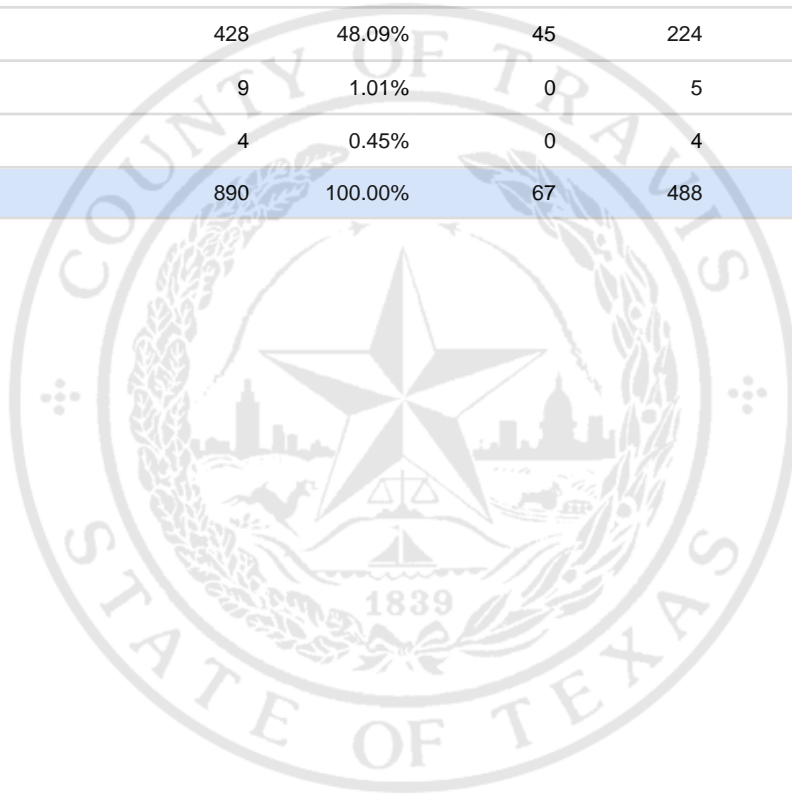 428 48.09% 45 224
9 1.01% 0 5
4 0.45% 0 4
890 100.00% 67 488
COUNTY OF TRAVIS
1839
STATE OF TEXAS